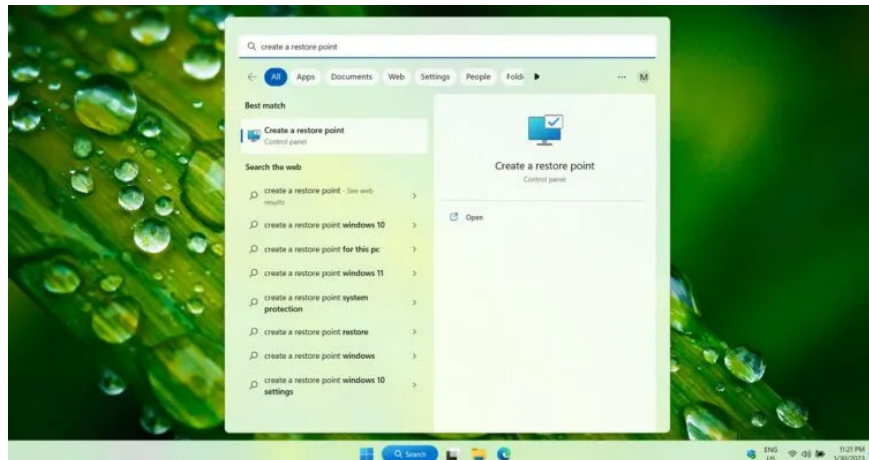 create a restore point
All Apps Documents Web Settings People Fold
M
Best match
Create a restore point
Control panel
Search the web
create a restore point - See web
results
create a restore point windows 10
create a restore point for this pc
create a restore point windows 11
create a restore point system
protection
create a restore point restore
create a restore point windows
create a restore point windows 10
settings
Create a restore point
Control panel
Open
Search
ENG
US
11:21 PM
1/30/2023